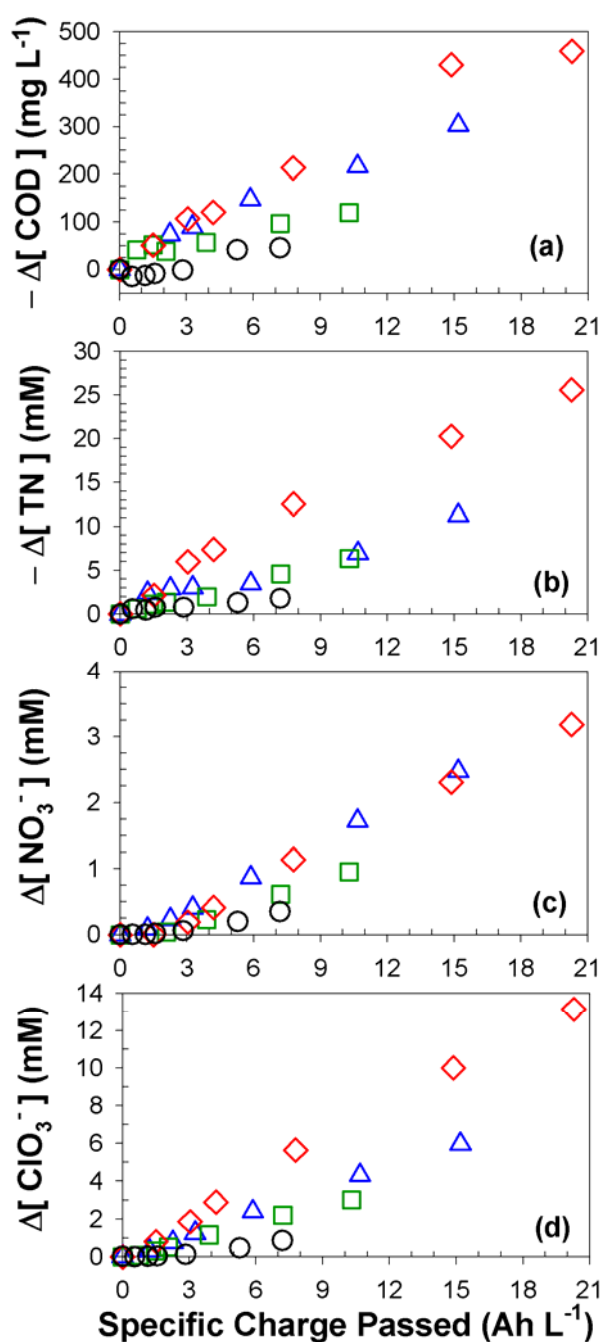 500
400
300
200
100
0
− Δ[ COD ] (mg L⁻¹)
(a)
0 3 6 9 12 15 18 21
30
25
20
15
10
5
0
− Δ[ TN ] (mM)
(b)
0 3 6 9 12 15 18 21
4
3
2
1
0
Δ[ NO₃⁻] (mM)
(c)
0 3 6 9 12 15 18 21
14
12
10
8
6
4
2
0
Δ[ ClO₃⁻] (mM)
(d)
0 3 6 9 12 15 18 21
Specific Charge Passed (Ah L⁻¹)